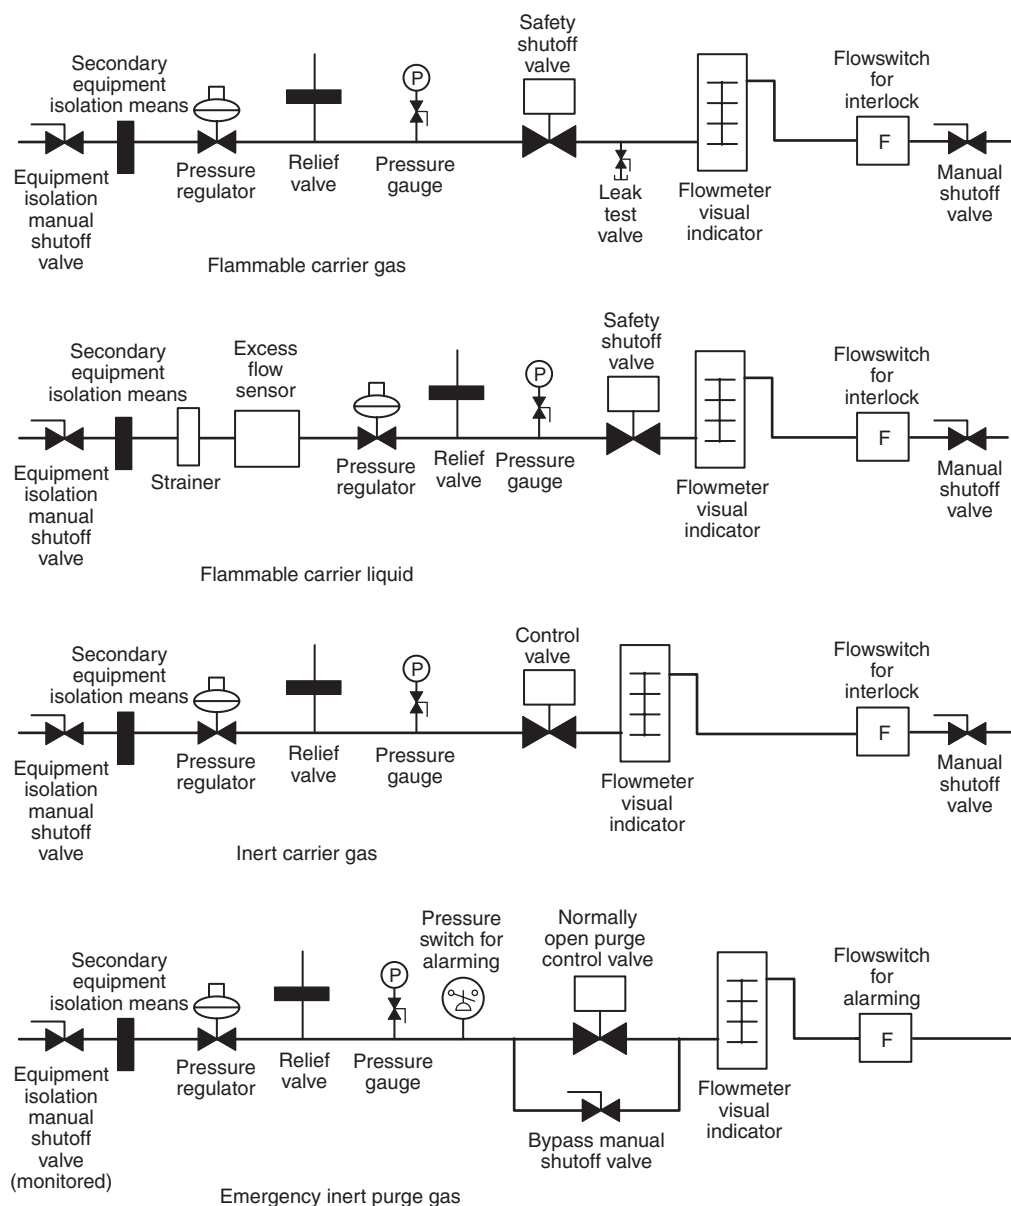 Secondary
equipment
isolation means
P
Safety
shutoff
valve
Flowswitch
for
interlock
F
Equipment
isolation
manual
shutoff
valve
Pressure
regulator
Relief
valve
Pressure
gauge
Leak
test
valve
Flowmeter
visual
indicator
Manual
shutoff
valve
Flammable carrier gas
Secondary
equipment
isolation means
Excess
flow
sensor
P
Safety
shutoff
valve
Flowswitch
for
interlock
F
Equipment
isolation
manual
shutoff
valve
Strainer
Pressure
regulator
Relief
valve
Pressure
gauge
Flowmeter
visual
indicator
Manual
shutoff
valve
Flammable carrier liquid
Secondary
equipment
isolation means
P
Control
valve
Flowswitch
for
interlock
F
Equipment
isolation
manual
shutoff
valve
Pressure
regulator
Relief
valve
Pressure
gauge
Flowmeter
visual
indicator
Manual
shutoff
valve
Inert carrier gas
Secondary
equipment
isolation means
P
Pressure
switch for
alarming
Normally
open purge
control valve
Flowswitch
for
alarming
F
Equipment
isolation
manual
shutoff
valve
(monitored)
Pressure
regulator
Relief
valve
Pressure
gauge
Bypass manual
shutoff valve
Flowmeter
visual
indicator
Emergency inert purge gas